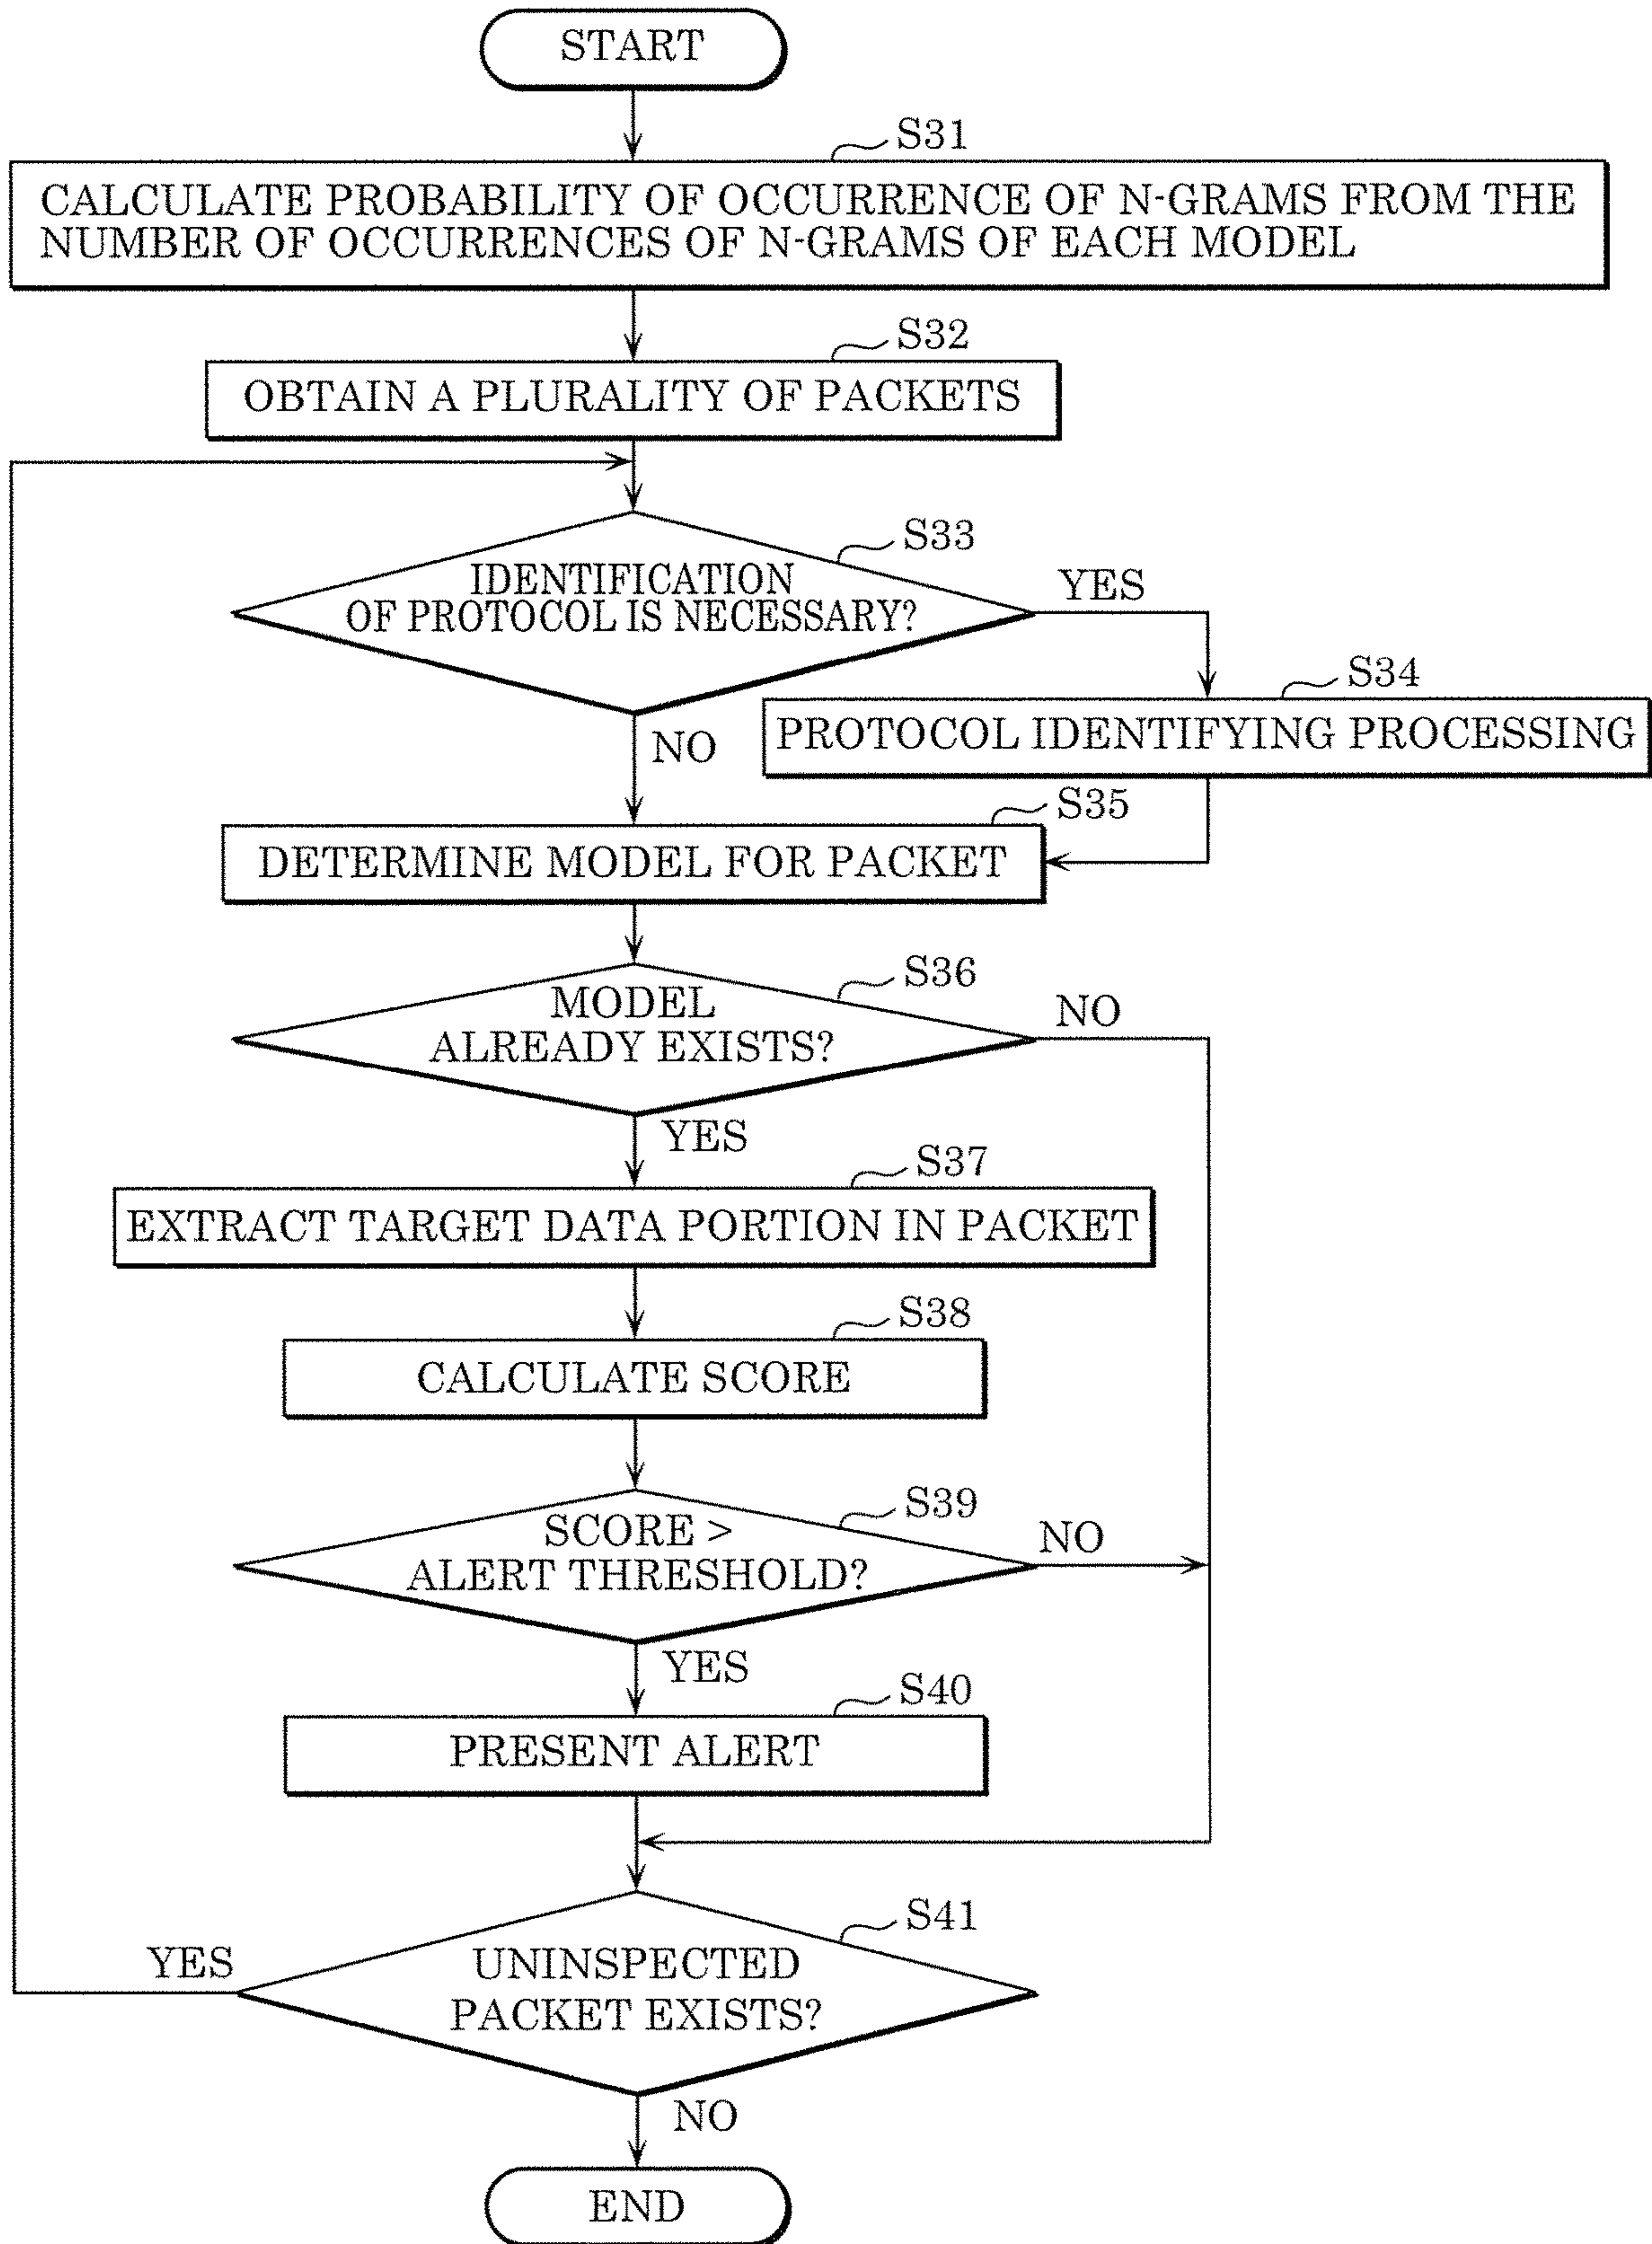 START
S31
CALCULATE PROBABILITY OF OCCURRENCE OF N-GRAMS FROM THE
NUMBER OF OCCURRENCES OF N-GRAMS OF EACH MODEL
S32
OBTAIN A PLURALITY OF PACKETS
S33
IDENTIFICATION
OF PROTOCOL IS NECESSARY?
YES
S34
PROTOCOL IDENTIFYING PROCESSING
NO
S35
DETERMINE MODEL FOR PACKET
S36
MODEL
ALREADY EXISTS?
NO
YES
S37
EXTRACT TARGET DATA PORTION IN PACKET
S38
CALCULATE SCORE
S39
SCORE >
ALERT THRESHOLD?
NO
YES
S40
PRESENT ALERT
S41
YES
UNINSPECTED
PACKET EXISTS?
NO
END